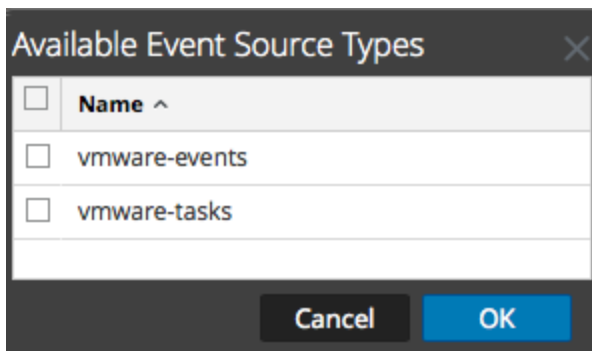 Available Event Source Types
Name
vmware-events
vmware-tasks
Cancel OK